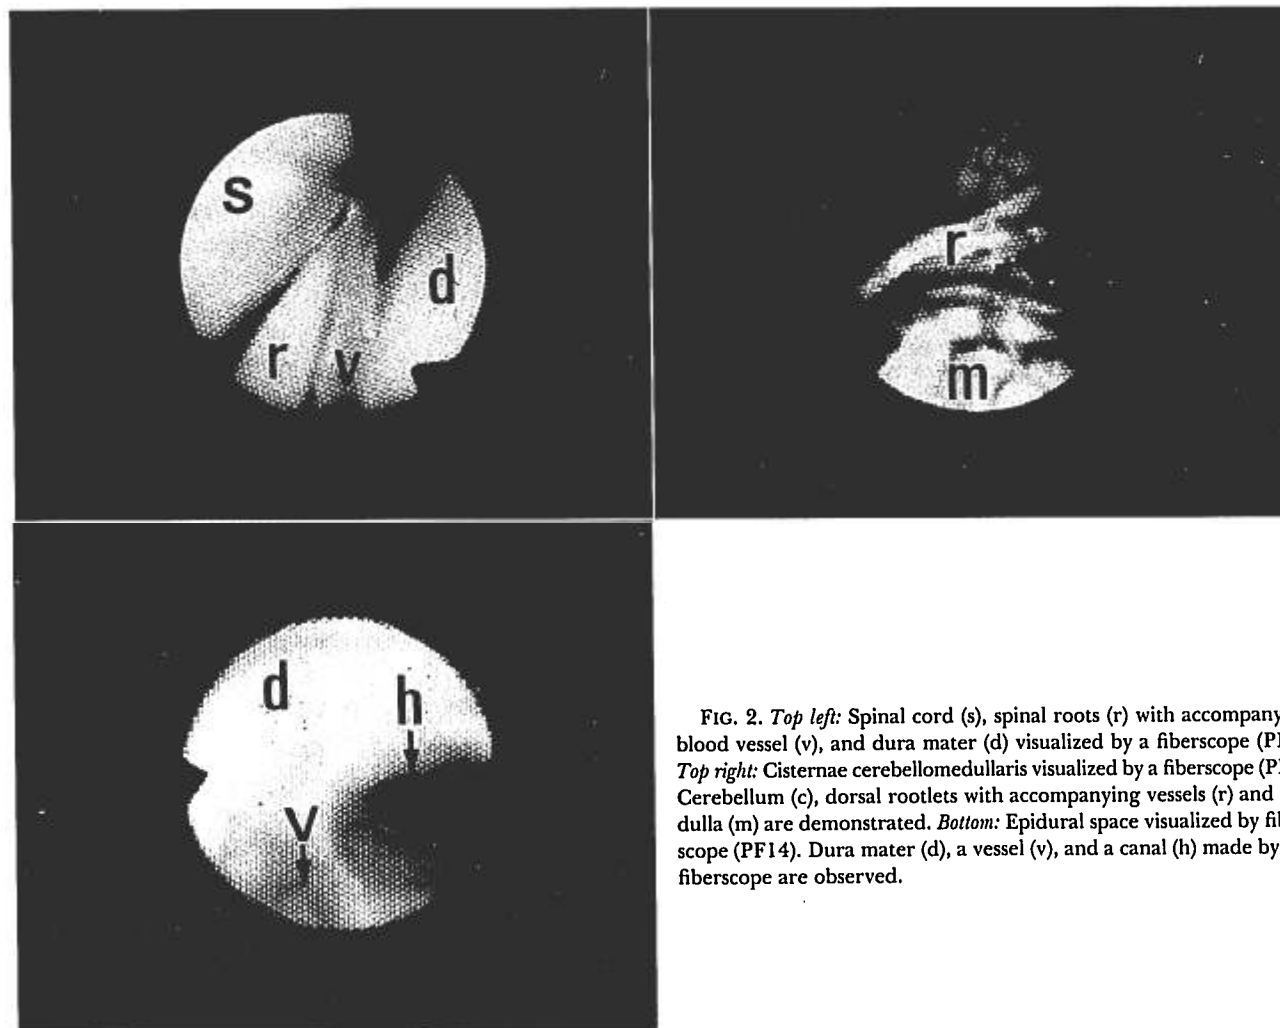 s
d
r
v
r
m
d
h
v
FIG. 2. Top left: Spinal cord (s), spinal roots (r) with accompany
blood vessel (v), and dura mater (d) visualized by a fiberscope
Top right: Cisternae cerebellomedullaris visualized by a fiberscope
Cerebellum (c), dorsal rootlets with accompanying vessels (r) and
dulla (m) are demonstrated. Bottom: Epidural space visualized by
scope (PF14). Dura mater (d), a vessel (v), and a canal (h) made by
fiberscope are observed.